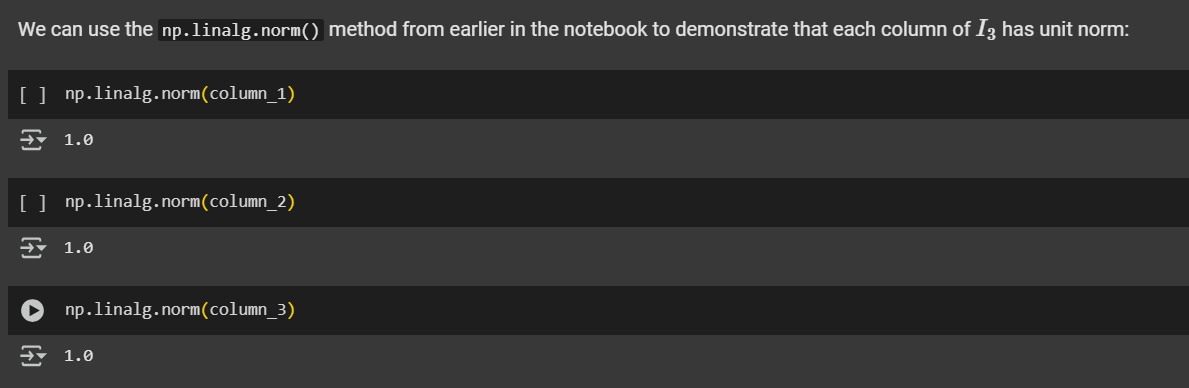 We can use the np.linalg.norm() method from earlier in the notebook to demonstrate that each column of I₃ has unit norm:
[ ] np.linalg.norm(column_1)
1.0
[ ] np.linalg.norm(column_2)
1.0
np.linalg.norm(column_3)
1.0